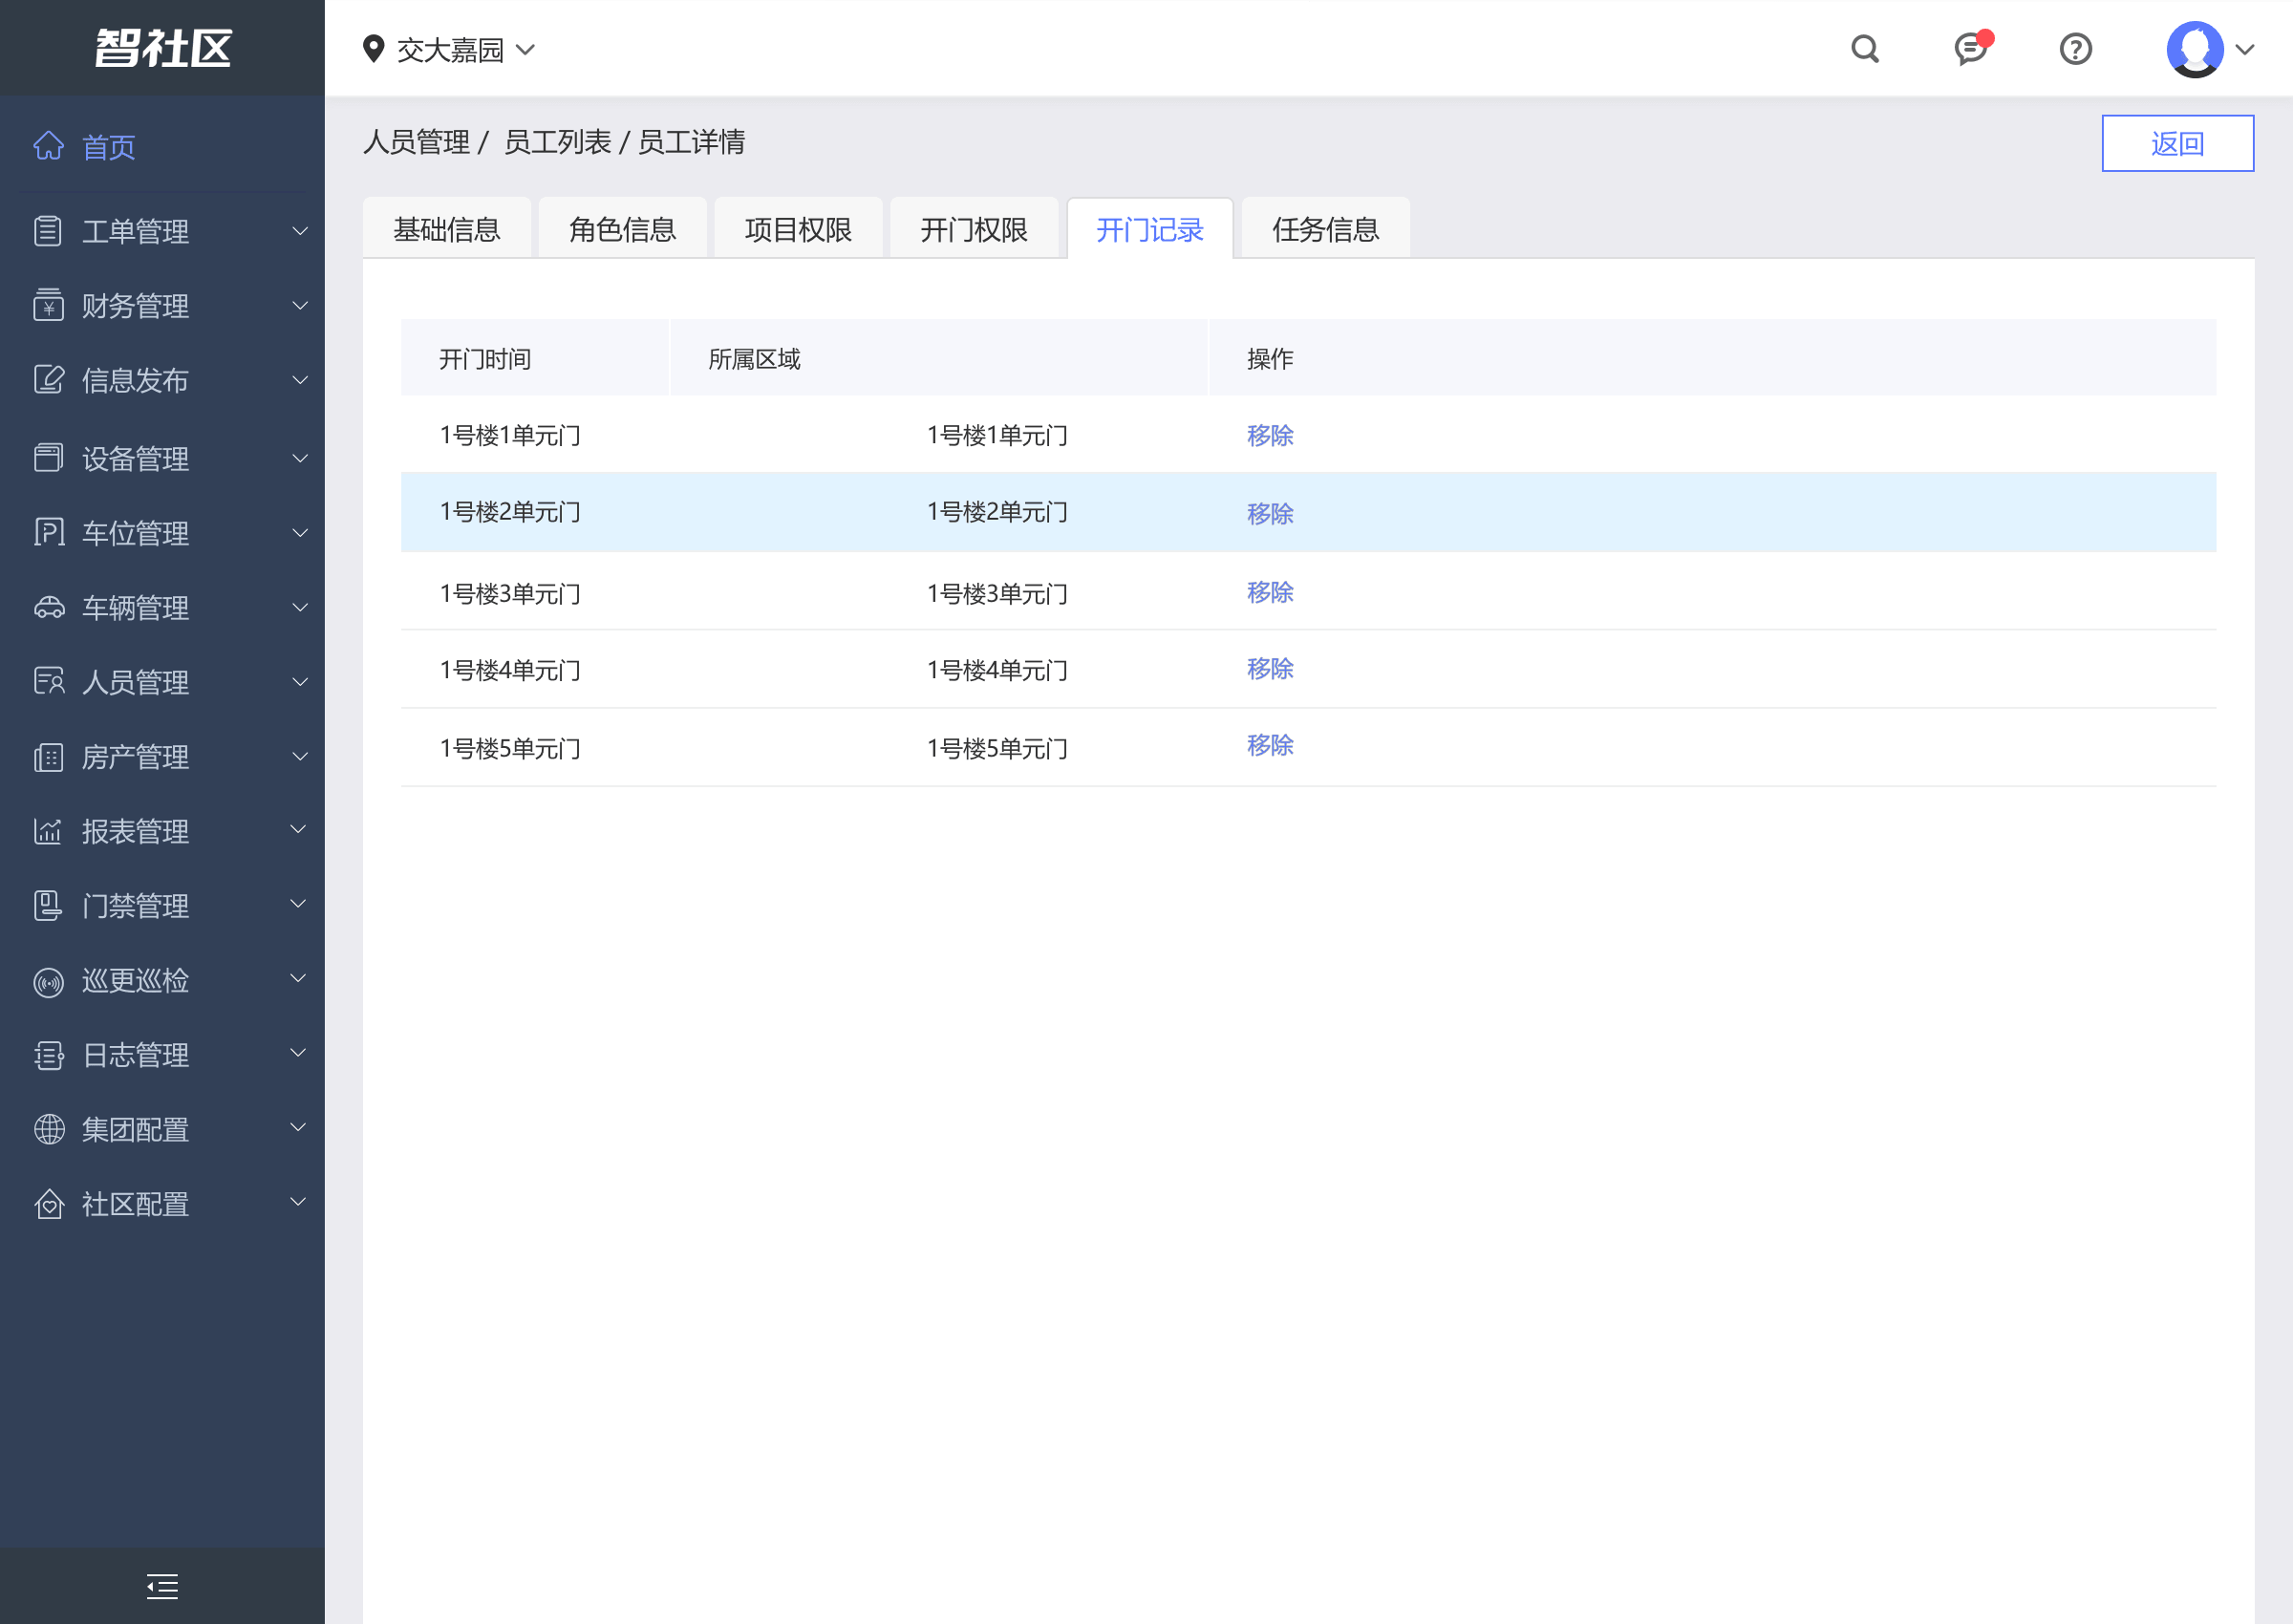 智社区
交大嘉园
首页
工单管理
财务管理
信息发布
设备管理
车位管理
车辆管理
人员管理
房产管理
报表管理
门禁管理
巡更巡检
日志管理
集团配置
社区配置
人员管理 / 员工列表 / 员工详情
返回
基础信息 角色信息 项目权限 开门权限 开门记录 任务信息
开门时间 所属区域 操作
1号楼1单元门 1号楼1单元门 移除
1号楼2单元门 1号楼2单元门 移除
1号楼3单元门 1号楼3单元门 移除
1号楼4单元门 1号楼4单元门 移除
1号楼5单元门 1号楼5单元门 移除